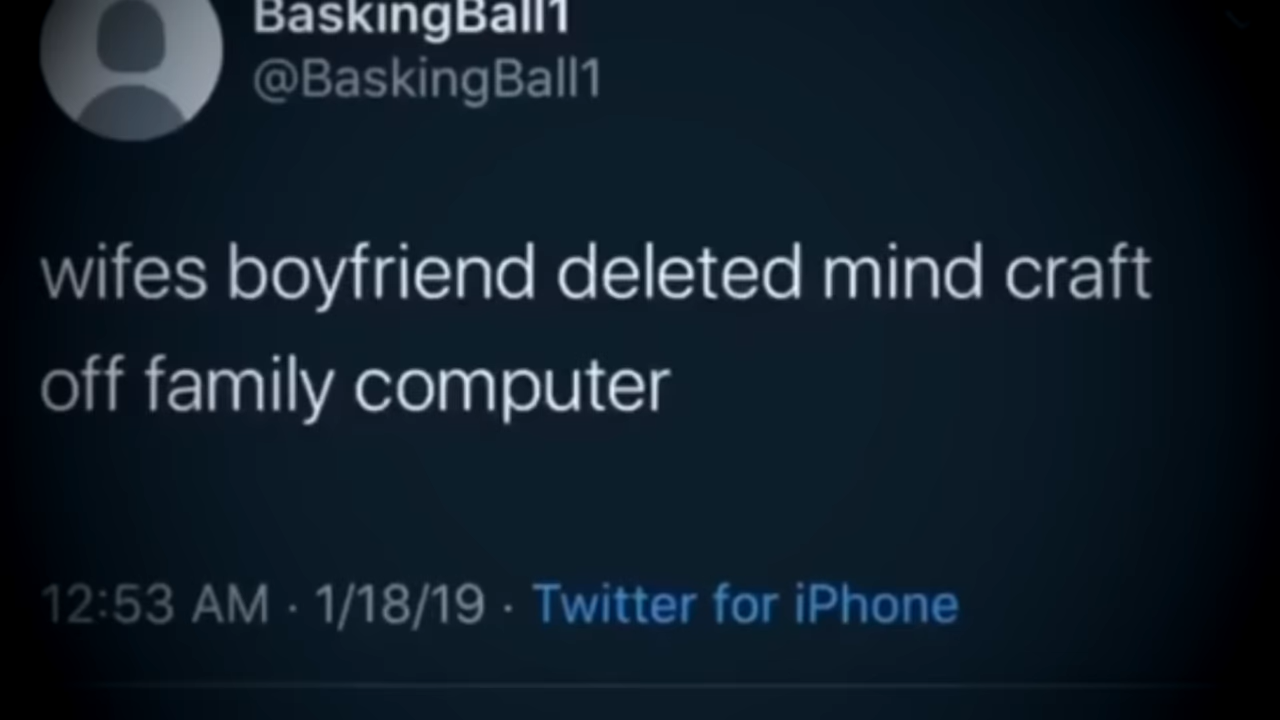 BaskingBall1
@BaskingBall1
wifes boyfriend deleted mind craft
off family computer
12:53 AM · 1/18/19 · Twitter for iPhone